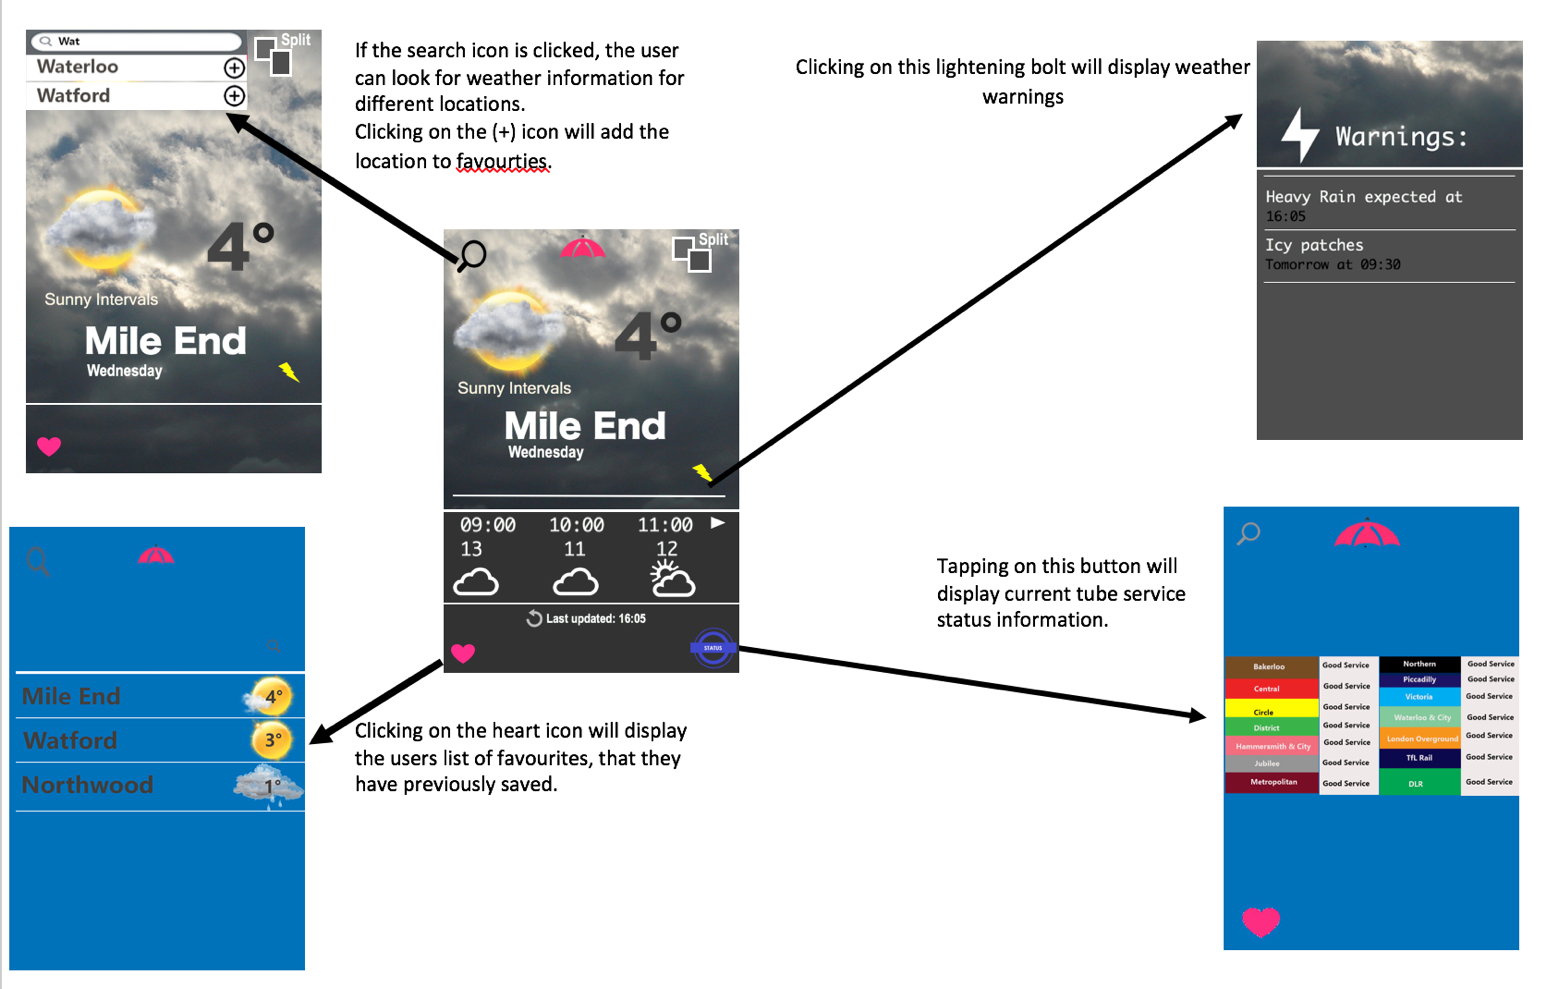 Wat
Split
Waterloo
Watford
4°
Sunny Intervals
Mile End
Wednesday
If the search icon is clicked, the user
can look for weather information for
different locations.
Clicking on the (+) icon will add the
location to favourties.
Clicking on this lightening bolt will display weather
warnings
Warnings:
Heavy Rain expected at
16:05
Icy patches
Tomorrow at 09:30
Split
4°
Sunny Intervals
Mile End
Wednesday
09:00 10:00 11:00
13 11 12
Last updated: 16:05
STATUS
Mile End 4°
Watford 3°
Northwood 1°
Clicking on the heart icon will display
the users list of favourites, that they
have previously saved.
Tapping on this button will
display current tube service
status information.
Bakerloo Good Service
Central Good Service
Circle Good Service
District Good Service
Hammersmith & City Good Service
Jubilee Good Service
Metropolitan Good Service
Northern Good Service
Piccadilly Good Service
Victoria Good Service
Waterloo & City Good Service
London Overground Good Service
TfL Rail Good Service
DLR Good Service